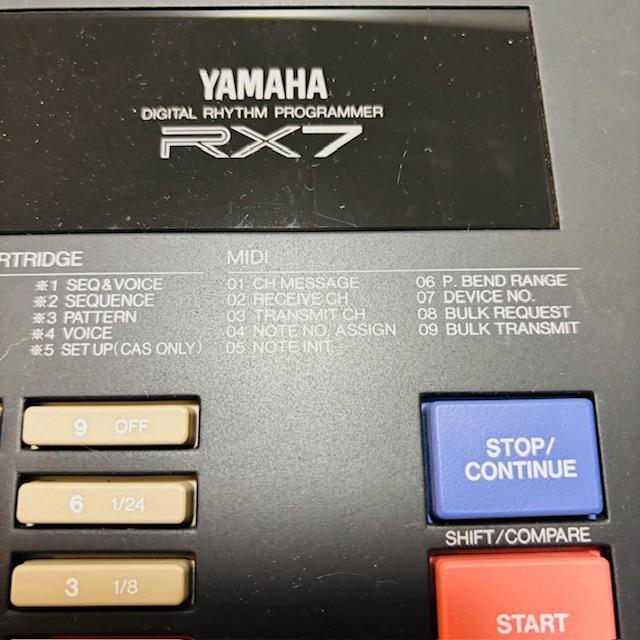 YAMAHA
DIGITAL RHYTHM PROGRAMMER
RX7
RTRIDGE
※1 SEQ & VOICE
※2 SEQUENCE
※3 PATTERN
※4 VOICE
※5 SET UP (CAS ONLY)
MIDI
01 CH MESSAGE
02 RECEIVE CH
03 TRANSMIT CH
04 NOTE NO. ASSIGN
05 NOTE INIT.
06 P. BEND RANGE
07 DEVICE NO.
08 BULK REQUEST
09 BULK TRANSMIT
9 OFF
6 1/24
3 1/8
STOP/
CONTINUE
SHIFT/COMPARE
START